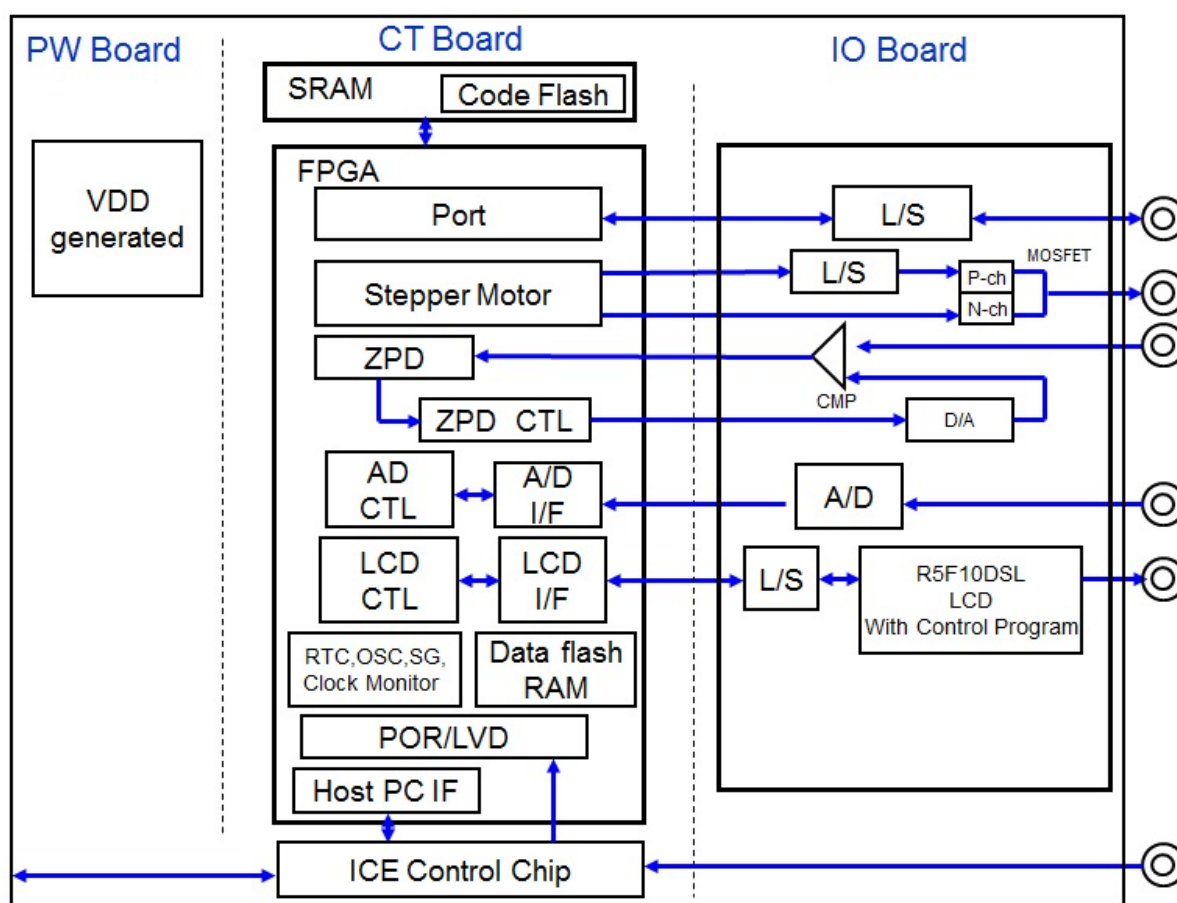 PW Board
CT Board
IO Board
SRAM
Code Flash
VDD
generated
FPGA
Port
L/S
Stepper Motor
L/S
P-ch
N-ch
MOSFET
ZPD
CMP
ZPD CTL
D/A
AD
CTL
A/D
I/F
A/D
LCD
CTL
LCD
I/F
L/S
R5F10DSL
LCD
With Control Program
RTC,OSC,SG,
Clock Monitor
Data flash
RAM
POR/LVD
Host PC IF
ICE Control Chip